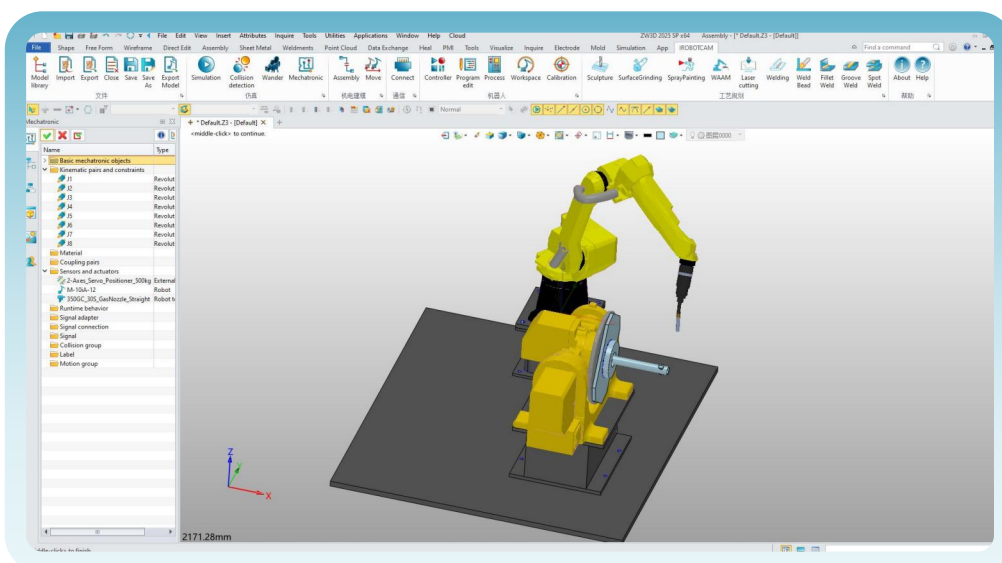 File Edit View Insert Attributes Inquire Tools Utilities Applications Window Help Cloud ZW3D 2025 SP x64 Assembly - [* Default.Z3 - [Default]]
File Shape Free Form Wireframe Direct Edit Assembly Sheet Metal Weldments Point Cloud Data Exchange Heal PMI Tools Visualize Inquire Electrode Mold Simulation App IROBOTCAM Find a command
Model library Import Export Close Save Save As Export Model Simulation Collision detection Wander Mechatronic Assembly Move Connect Controller Program edit Process Workspace Calibration Sculpture SurfaceGrinding SprayPainting WAAM Laser cutting Welding Weld Bead Fillet Weld Groove Weld Spot Weld About Help
文件 仿真 机电建模 通信 机器人 工艺规划 帮助
Normal
Mechatronic
+ * Default.Z3 - [Default] × +
<middle-click> to continue.
图层0000
Name Type
Basic mechatronic objects
Kinematic pairs and constraints
J1 Revolut
J2 Revolut
J3 Revolut
J4 Revolut
J5 Revolut
J6 Revolut
J7 Revolut
J8 Revolut
Material
Coupling pairs
Sensors and actuators
2-Axes_Servo_Positioner_500kg External
M-10iA-12 Robot
350GC_30S_GasNozzle_Straight Robot t
Runtime behavior
Signal adapter
Signal connection
Signal
Collision group
Label
Motion group
Z
Y
X
2171.28mm